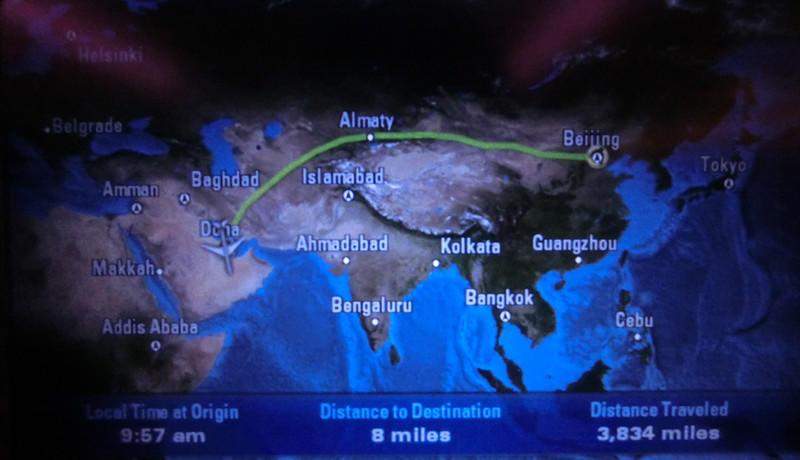 Helsinki
Belgrade
Almaty
Beijing
Tokyo
Amman
Baghdad
Islamabad
Doha
Ahmadabad
Kolkata
Guangzhou
Makkah
Bengaluru
Bangkok
Addis Ababa
Cebu
Local Time at Origin
Distance to Destination
Distance Traveled
9:57 am
8 miles
3,834 miles